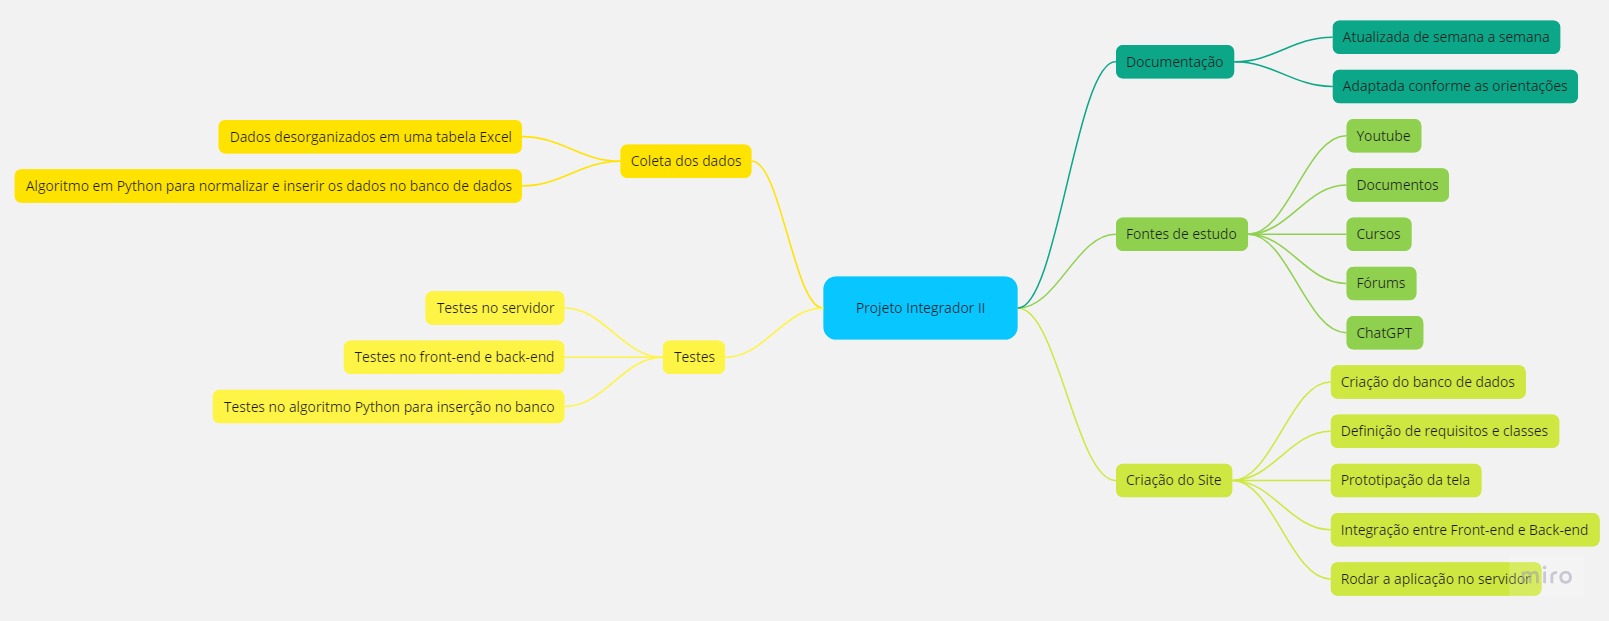 Projeto Integrador II
Coleta dos dados
Dados desorganizados em uma tabela Excel
Algoritmo em Python para normalizar e inserir os dados no banco de dados
Testes
Testes no servidor
Testes no front-end e back-end
Testes no algoritmo Python para inserção no banco
Documentação
Atualizada de semana a semana
Adaptada conforme as orientações
Fontes de estudo
Youtube
Documentos
Cursos
Fórums
ChatGPT
Criação do Site
Criação do banco de dados
Definição de requisitos e classes
Prototipação da tela
Integração entre Front-end e Back-end
Rodar a aplicação no servidor
miro